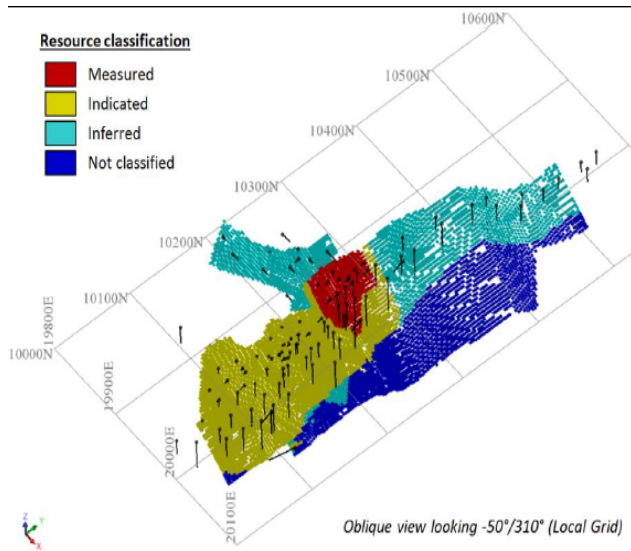 Resource classification
Measured
Indicated
Inferred
Not classified
10600N
10500N
10400N
10300N
10200N
10100N
10000N
19800E
19900E
20000E
20100E
Z
Y
X
Oblique view looking -50°/310° (Local Grid)